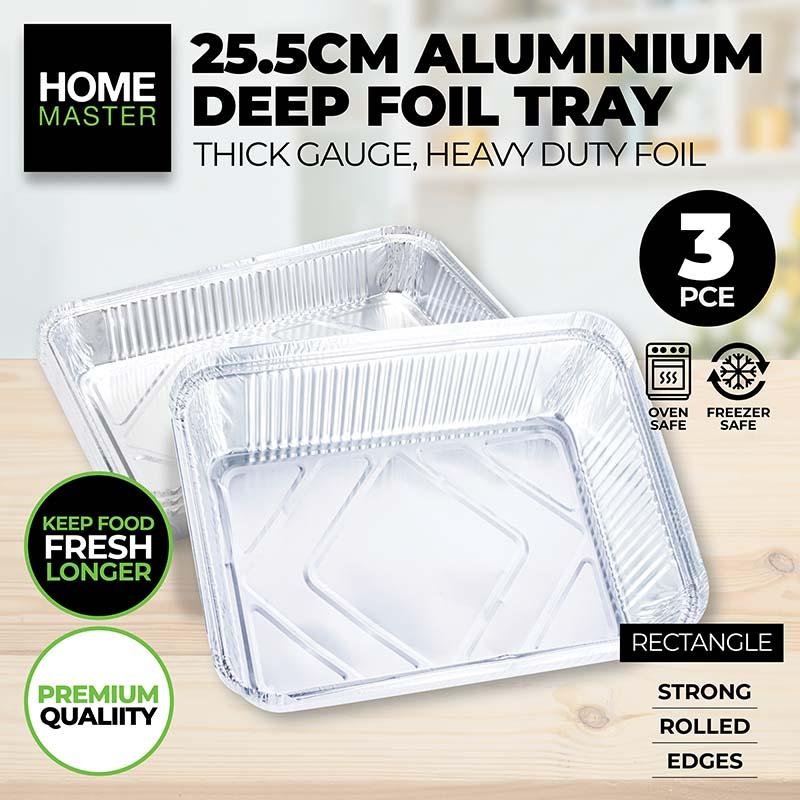 HOME
MASTER
25.5CM ALUMINIUM
DEEP FOIL TRAY
THICK GAUGE, HEAVY DUTY FOIL
3
PCE
OVEN
SAFE
FREEZER
SAFE
KEEP FOOD
FRESH
LONGER
PREMIUM
QUALIITY
RECTANGLE
STRONG
ROLLED
EDGES